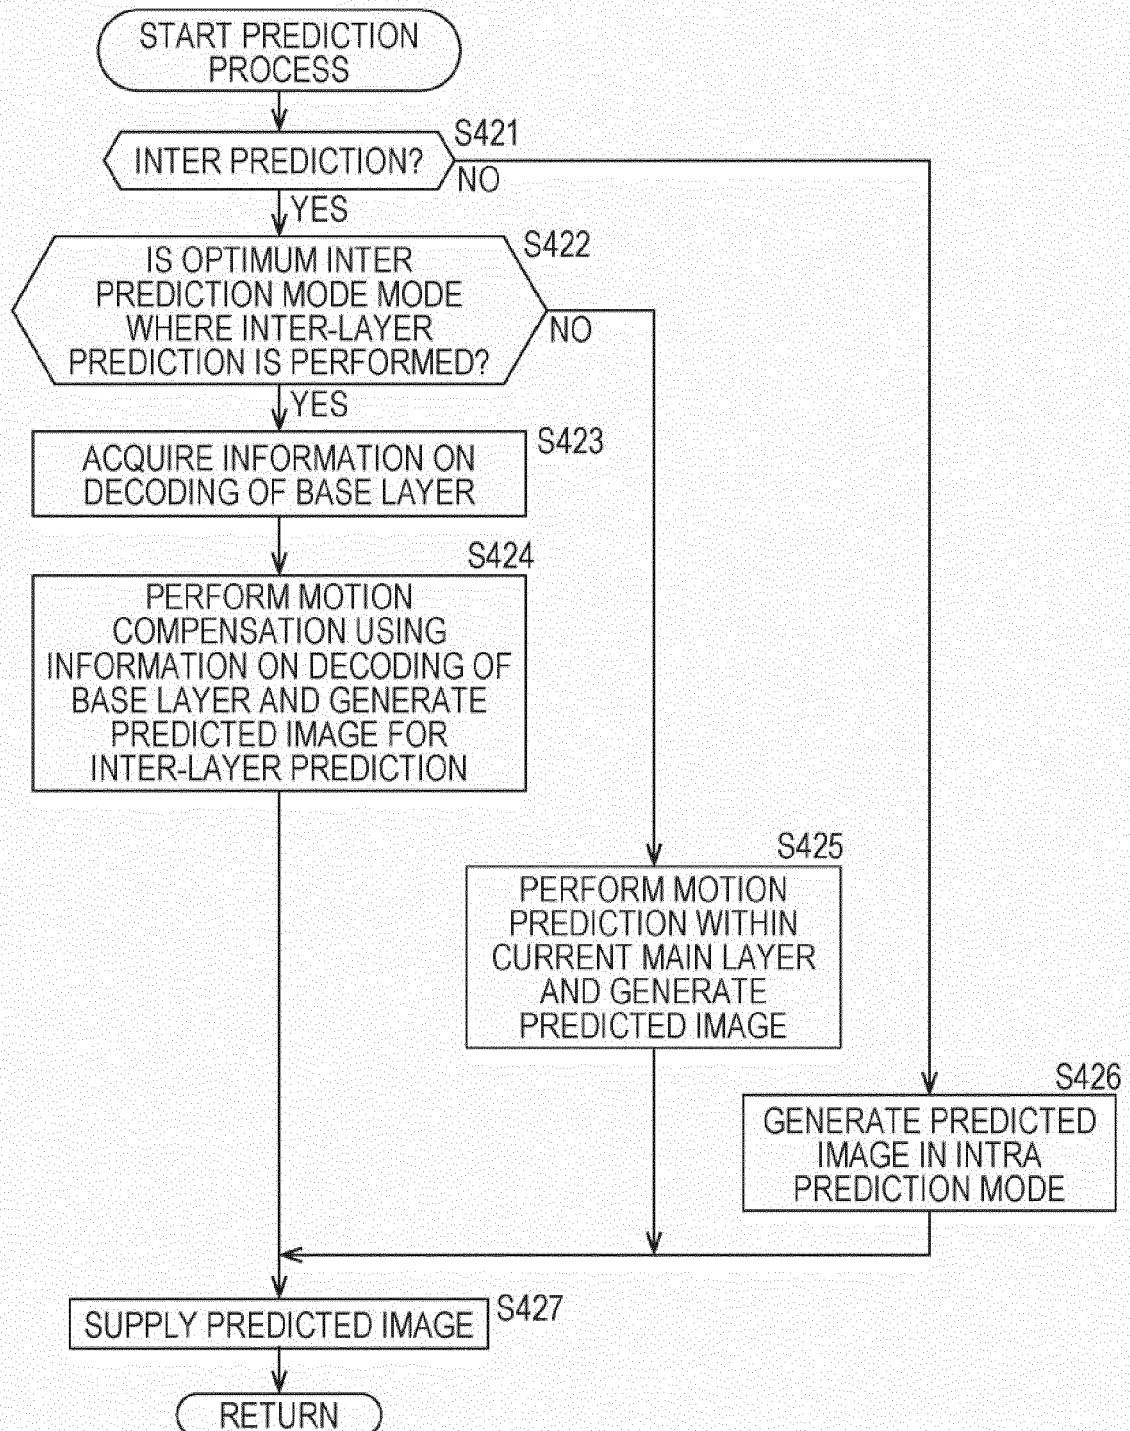 START PREDICTION
PROCESS
S421
INTER PREDICTION?
NO
YES
S422
IS OPTIMUM INTER
PREDICTION MODE MODE
WHERE INTER-LAYER
PREDICTION IS PERFORMED?
NO
YES
S423
ACQUIRE INFORMATION ON
DECODING OF BASE LAYER
S424
PERFORM MOTION
COMPENSATION USING
INFORMATION ON DECODING OF
BASE LAYER AND GENERATE
PREDICTED IMAGE FOR
INTER-LAYER PREDICTION
S425
PERFORM MOTION
PREDICTION WITHIN
CURRENT MAIN LAYER
AND GENERATE
PREDICTED IMAGE
S426
GENERATE PREDICTED
IMAGE IN INTRA
PREDICTION MODE
S427
SUPPLY PREDICTED IMAGE
RETURN